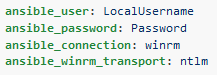 ansible_user: LocalUsername
ansible_password: Password
ansible_connection: winrm
ansible_winrm_transport: ntlm